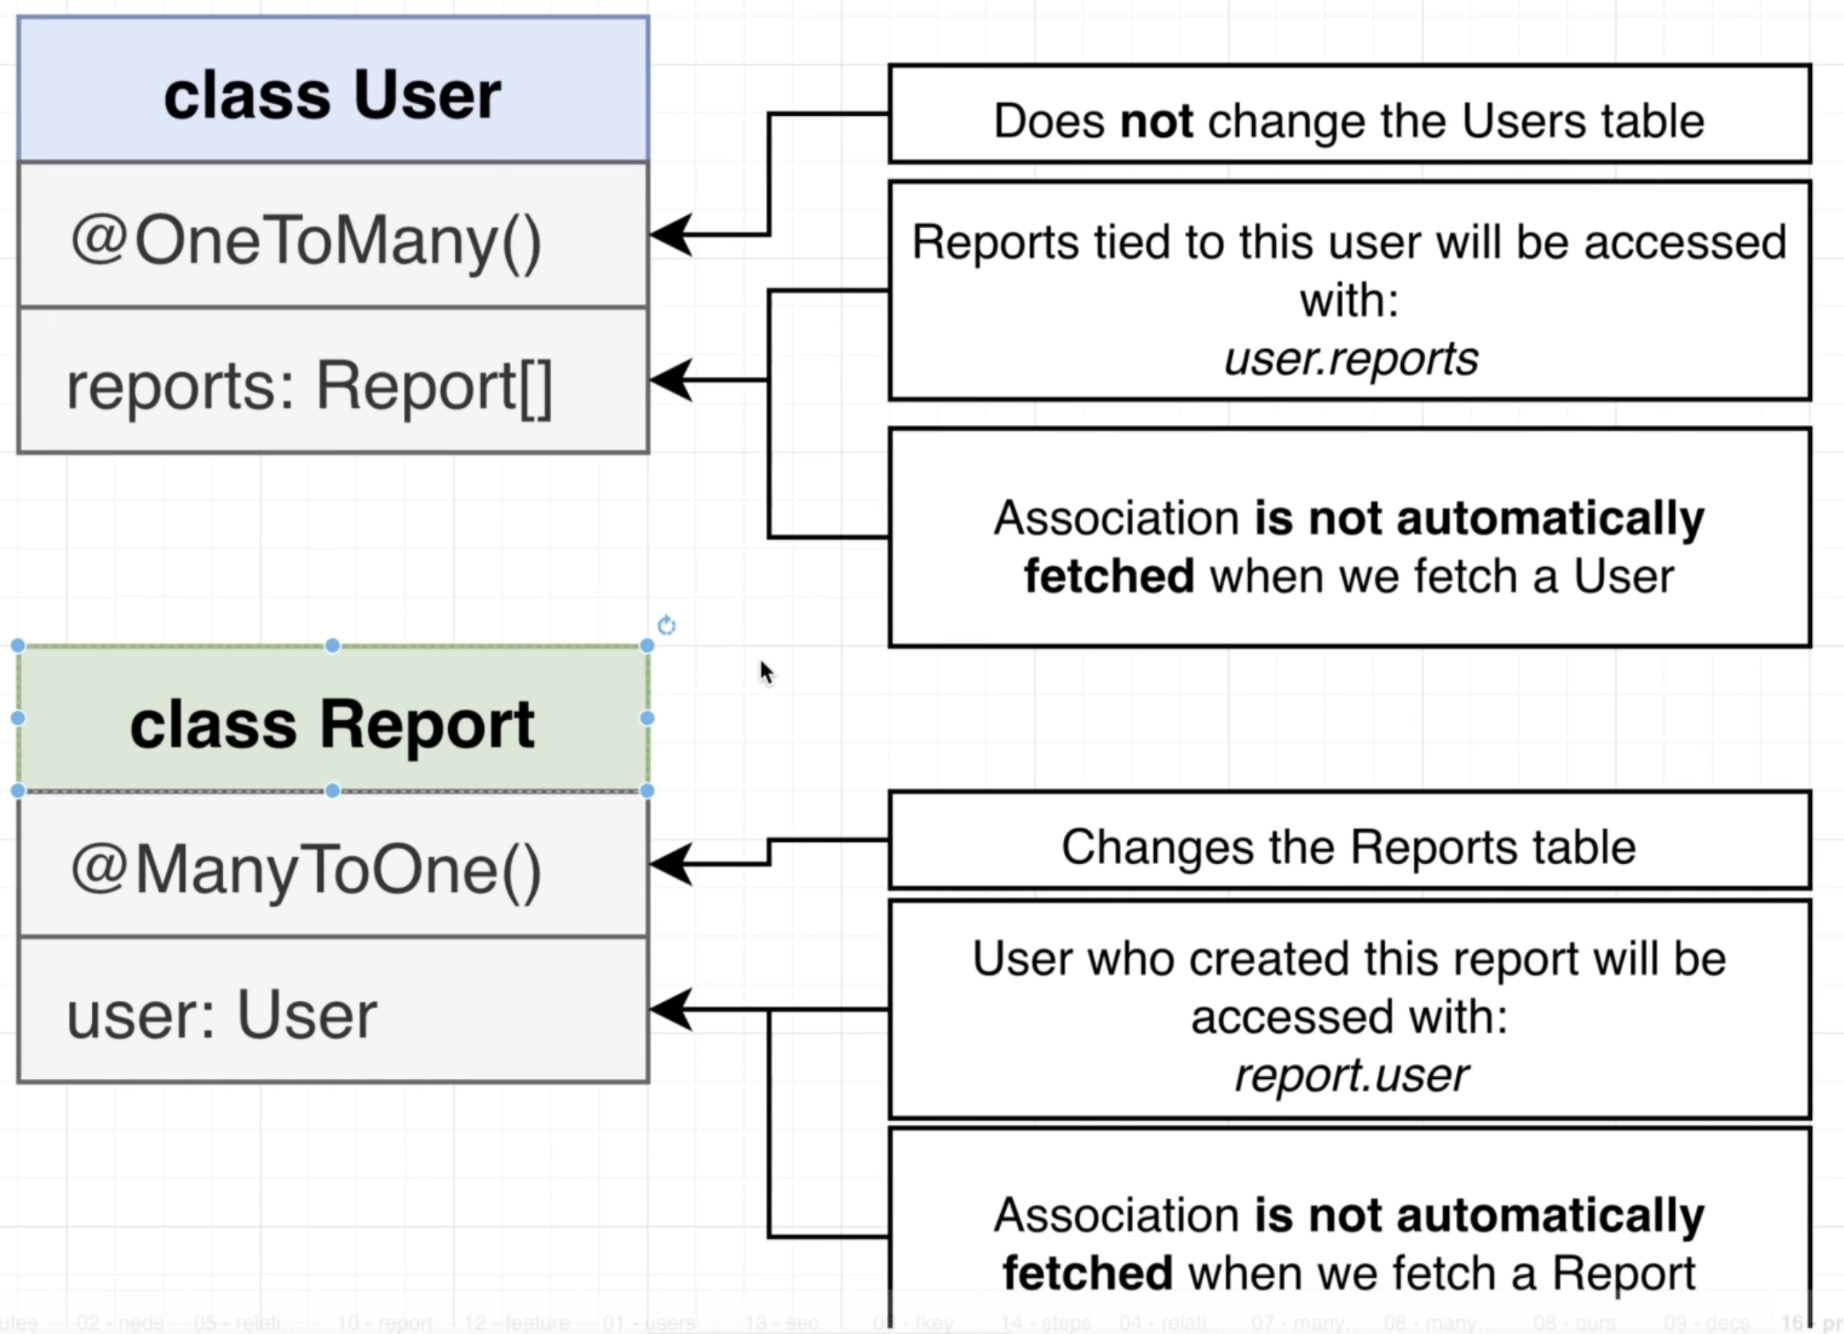 class User
@OneToMany()
reports: Report[]
Does not change the Users table
Reports tied to this user will be accessed
with:
user.reports
Association is not automatically
fetched when we fetch a User
class Report
@ManyToOne()
user: User
Changes the Reports table
User who created this report will be
accessed with:
report.user
Association is not automatically
fetched when we fetch a Report
02 - neds 05 - relati... 10 - report 12 - feature 01 - users 13 - sec - fkey 14 - steps 04 - relati... 07 - many... 08 - many... 08 - ours 09 - decs 16